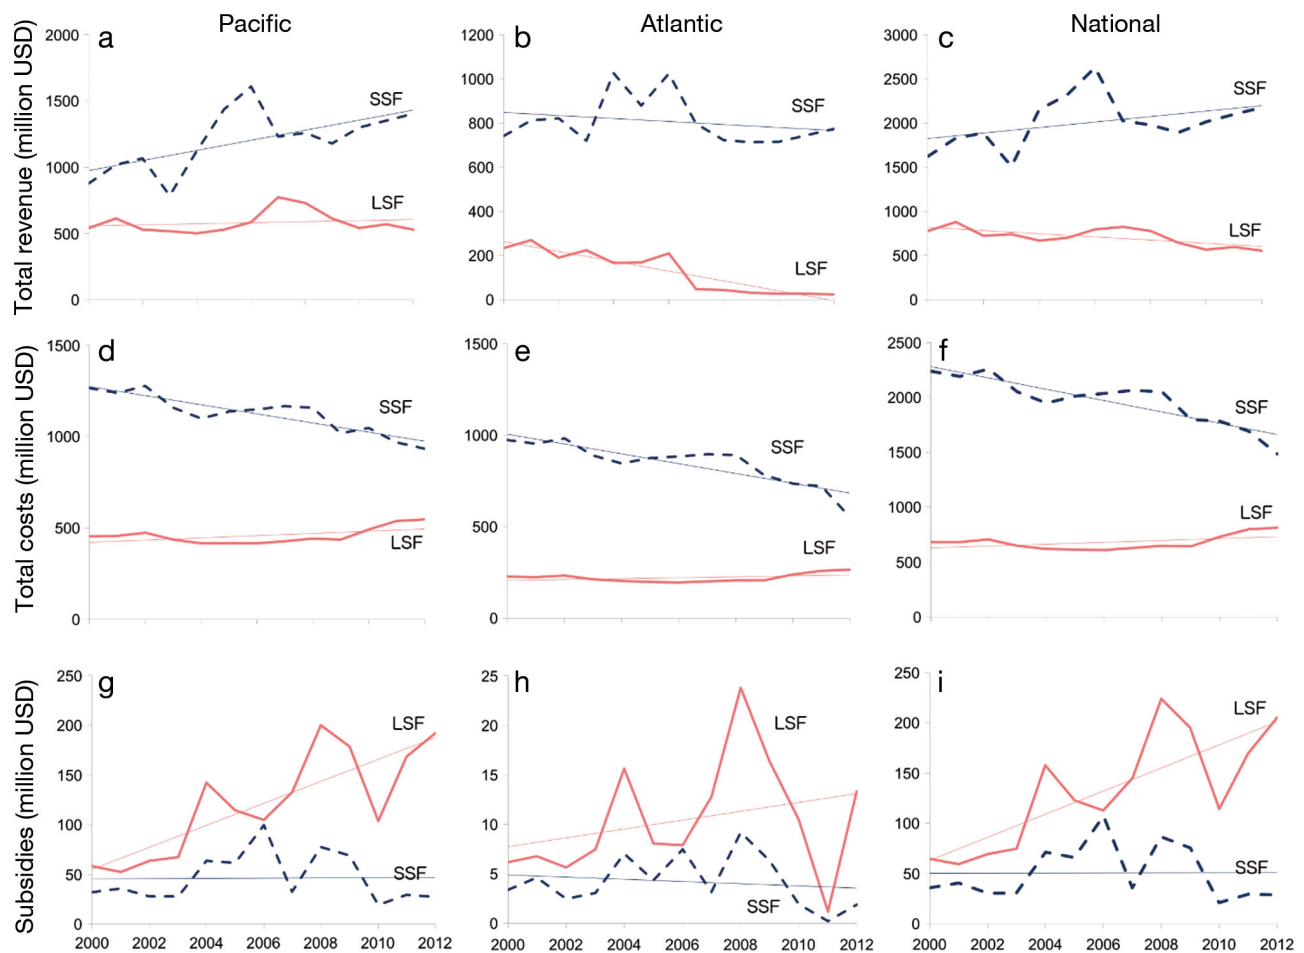 Pacific Atlantic National
Total revenue (million USD)
a
2000
1500
1000
500
0
SSF
LSF
b
1200
1000
800
600
400
200
0
SSF
LSF
c
3000
2500
2000
1500
1000
500
0
SSF
LSF
Total costs (million USD)
d
1500
1000
500
0
SSF
LSF
e
1500
1000
500
0
SSF
LSF
f
2500
2000
1500
1000
500
0
SSF
LSF
Subsidies (million USD)
g
250
200
150
100
50
0
LSF
SSF
2000 2002 2004 2006 2008 2010 2012
h
25
20
15
10
5
0
LSF
SSF
2000 2002 2004 2006 2008 2010 2012
i
250
200
150
100
50
0
LSF
SSF
2000 2002 2004 2006 2008 2010 2012